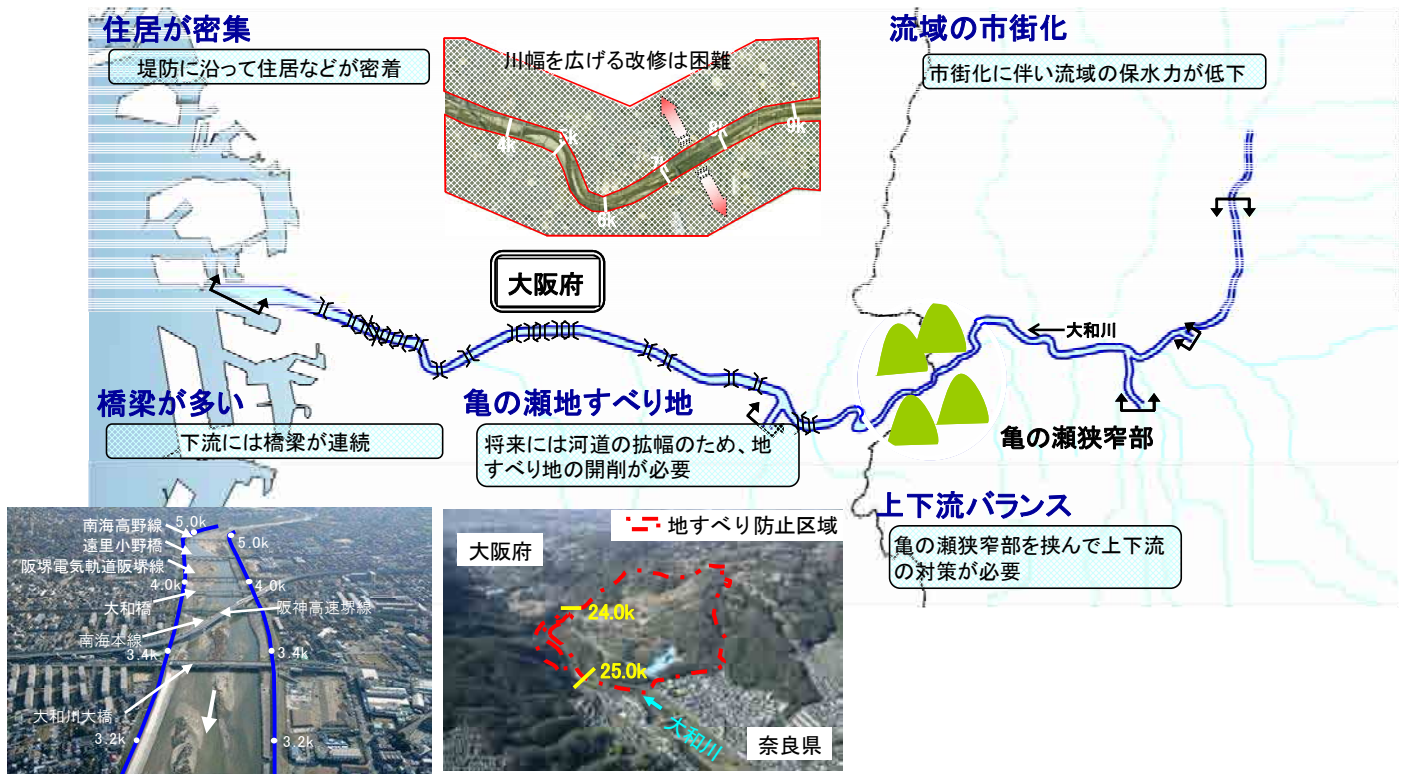 住居が密集
堤防に沿って住居などが密着
川幅を広げる改修は困難
4k
5k
6k
7k
8k
9k
流域の市街化
市街化に伴い流域の保水力が低下
大阪府
大和川
亀の瀬狭窄部
橋梁が多い
下流には橋梁が連続
亀の瀬地すべり地
将来には河道の拡幅のため、地
すべり地の開削が必要
上下流バランス
亀の瀬狭窄部を挟んで上下流
の対策が必要
南海高野線
5.0k
遠里小野橋
5.0k
阪堺電気軌道阪堺線
4.0k
4.0k
大和橋
阪神高速堺線
南海本線
3.4k
3.4k
大和川大橋
3.2k
3.2k
地すべり防止区域
大阪府
24.0k
25.0k
大和川
奈良県